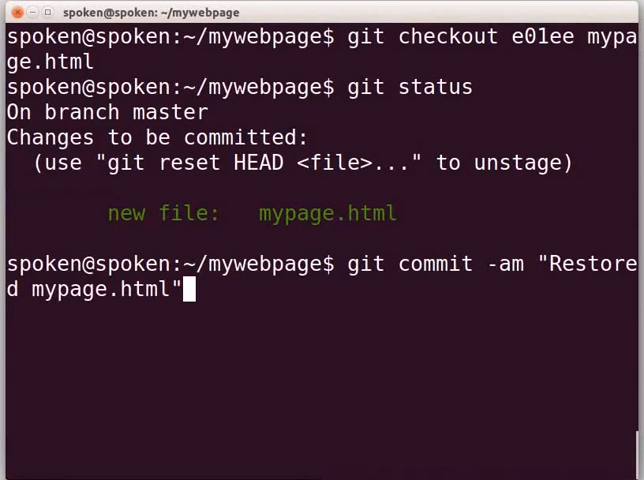 spoken@spoken: ~/mywebpage
spoken@spoken:~/mywebpage$ git checkout e01ee mypa
ge.html
spoken@spoken:~/mywebpage$ git status
On branch master
Changes to be committed:
  (use "git reset HEAD <file>..." to unstage)
        new file:   mypage.html
spoken@spoken:~/mywebpage$ git commit -am "Restore
d mypage.html"